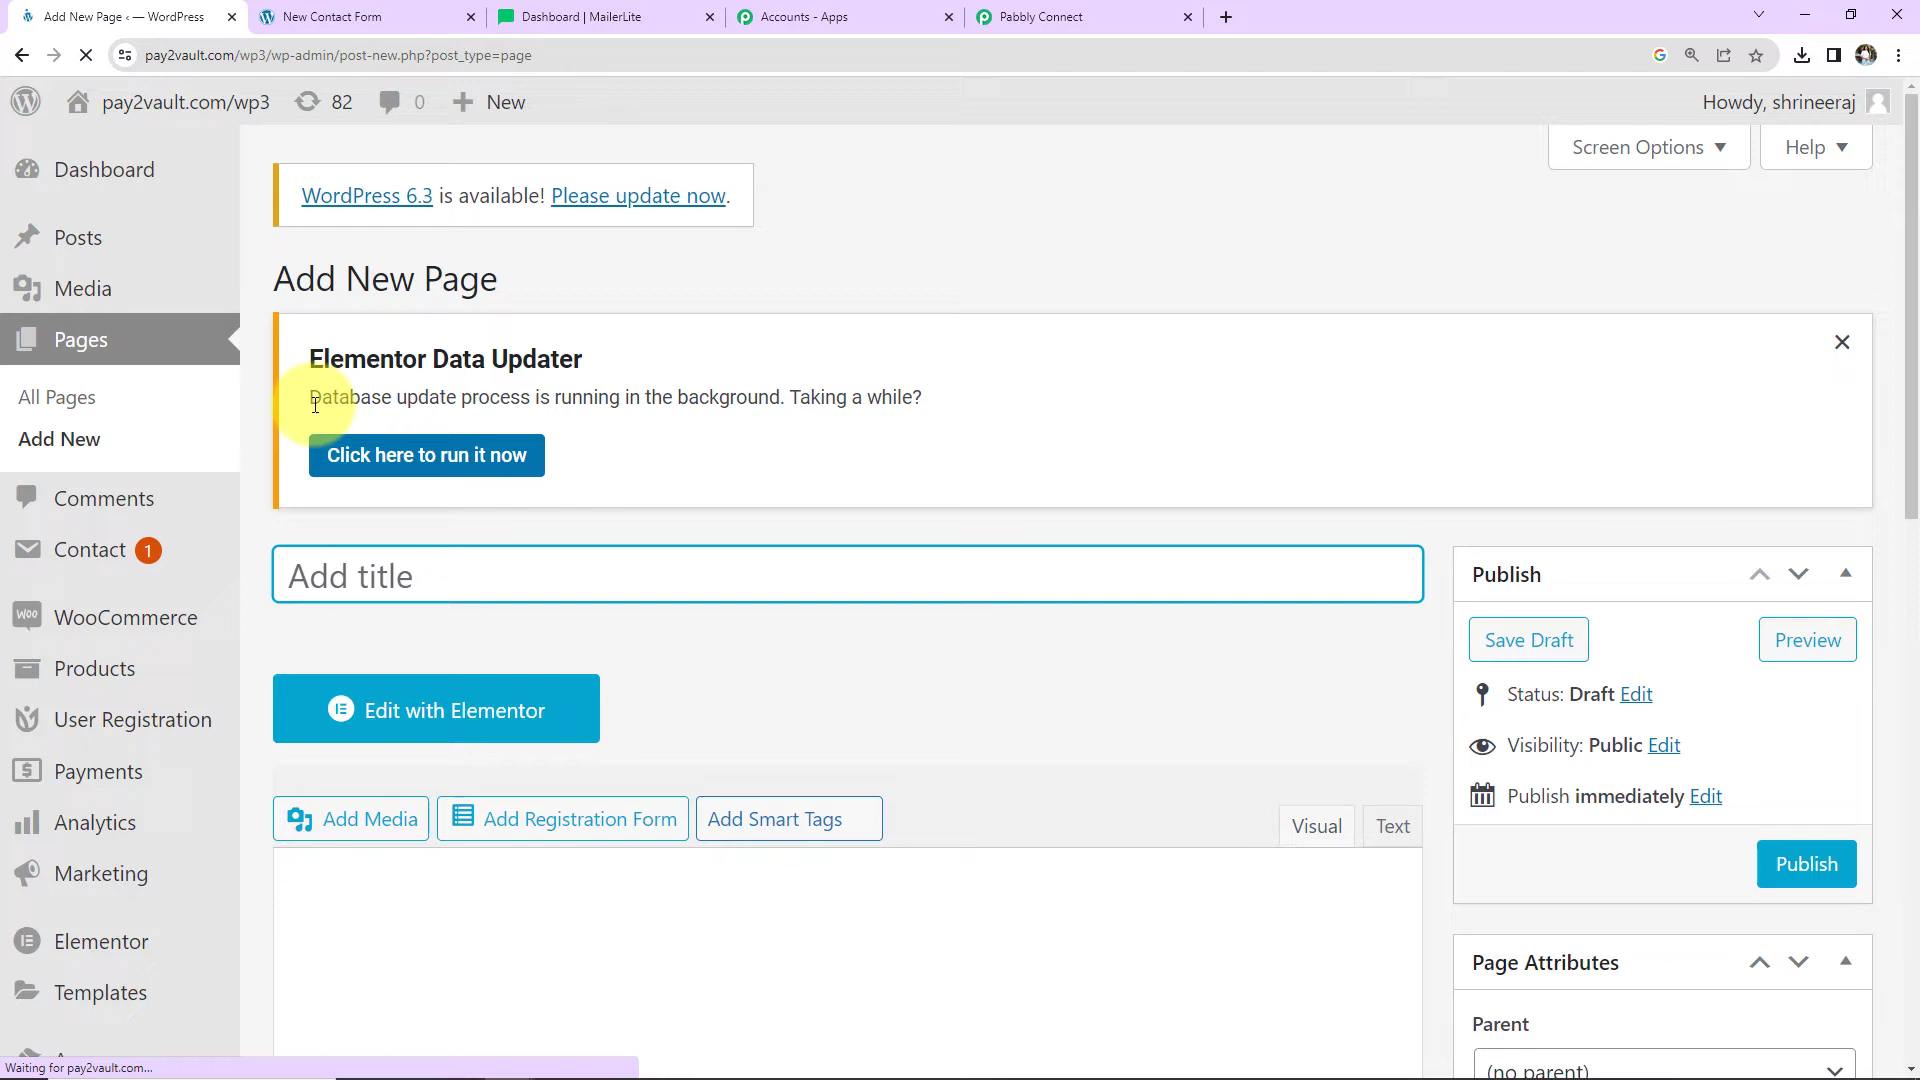 Add New Page ‹ — WordPress
New Contact Form
Dashboard | MailerLite
Accounts - Apps
Pabbly Connect
pay2vault.com/wp3/wp-admin/post-new.php?post_type=page
pay2vault.com/wp3
82
0
New
Howdy, shrineeraj
Screen Options
Help
Dashboard
Posts
Media
Pages
All Pages
Add New
Comments
Contact 1
WooCommerce
Products
User Registration
Payments
Analytics
Marketing
Elementor
Templates
WordPress 6.3 is available! Please update now.
Add New Page
Elementor Data Updater
Database update process is running in the background. Taking a while?
Click here to run it now
Add title
Edit with Elementor
Add Media
Add Registration Form
Add Smart Tags
Visual
Text
Publish
Save Draft
Preview
Status: Draft Edit
Visibility: Public Edit
Publish immediately Edit
Publish
Page Attributes
Parent
(no parent)
Waiting for pay2vault.com...